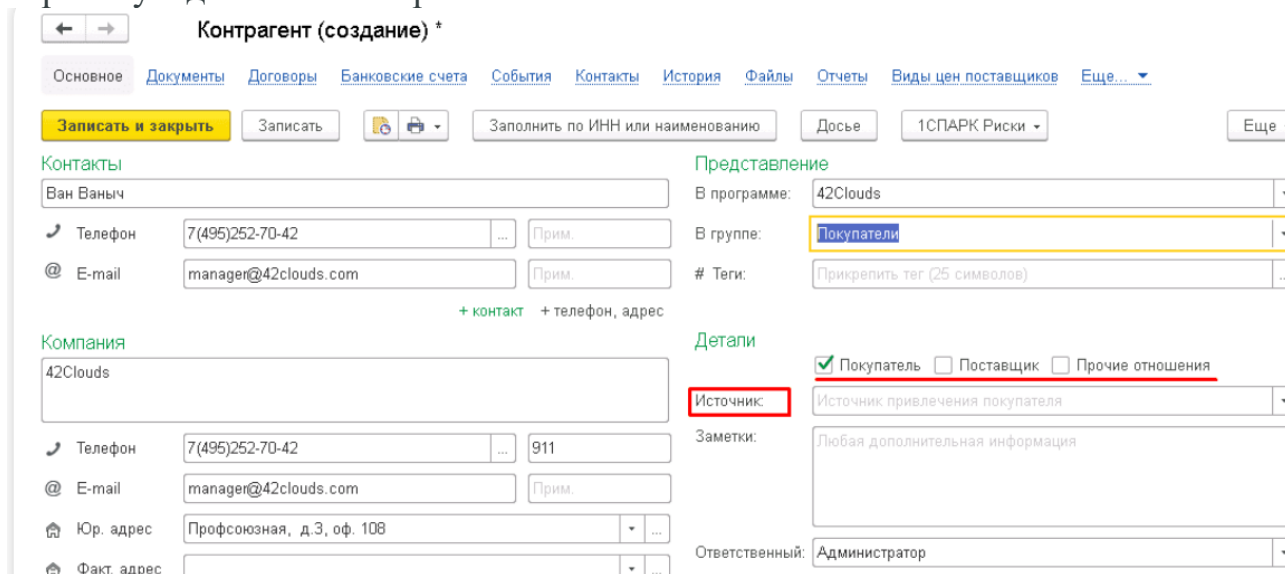 Контрагент (создание) *
Основное Документы Договоры Банковские счета События Контакты История Файлы Отчеты Виды цен поставщиков Еще...
Записать и закрыть Записать Заполнить по ИНН или наименованию Досье 1СПАРК Риски Еще
Контакты
Ван Ваныч
Телефон 7(495)252-70-42 ... Прим.
@ E-mail manager@42clouds.com Прим.
+ контакт + телефон, адрес
Компания
42Clouds
Телефон 7(495)252-70-42 ... 911
@ E-mail manager@42clouds.com Прим.
Юр. адрес Профсоюзная, д.3, оф. 108 ...
Факт. адрес ...
Представление
В программе: 42Clouds
В группе: Покупатели
# Теги: Прикрепить тег (25 символов) ...
Детали
Покупатель Поставщик Прочие отношения
Источник: Источник привлечения покупателя
Заметки: Любая дополнительная информация
Ответственный: Администратор